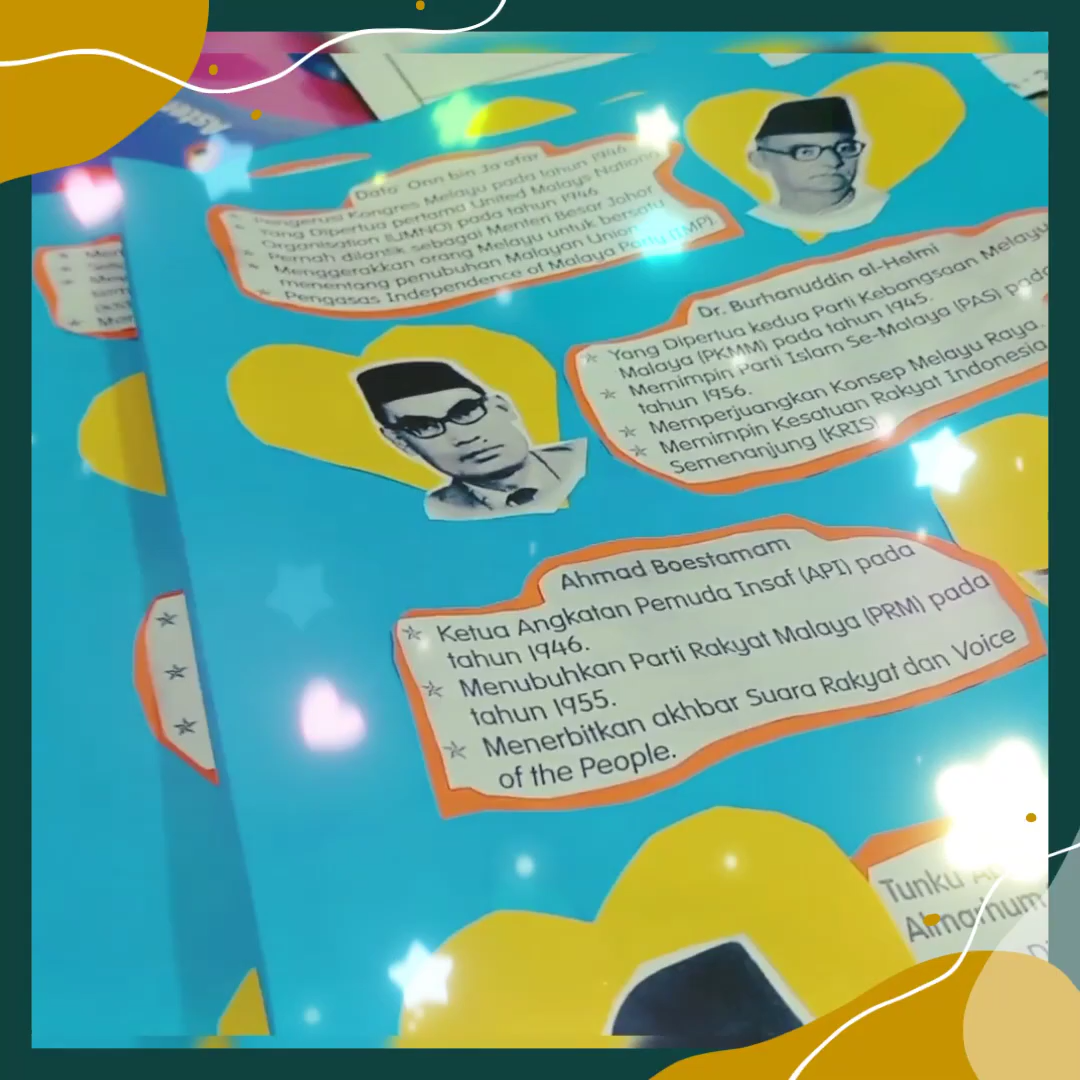 Aster
Dato' Onn bin Ja'afar
Pengerusi Kongres Melayu pada tahun 1946.
Yang Dipertua pertama United Malays National
Organisation (UMNO) pada tahun 1946.
Pernah dilantik sebagai Menteri Besar Johor
Menggerakkan orang Melayu untuk bersatu
menentang penubuhan Malayan Union
Pengasas Independence of Malaya Party (IMP).
Dr. Burhanuddin al-Helmi
Yang Dipertua kedua Parti Kebangsaan Melayu
Malaya (PKMM) pada tahun 1945.
Memimpin Parti Islam Se-Malaya (PAS) pada
tahun 1956.
Memperjuangkan Konsep Melayu Raya.
Memimpin Kesatuan Rakyat Indonesia
Semenanjung (KRIS)
Ahmad Boestamam
Ketua Angkatan Pemuda Insaf (API) pada
tahun 1946.
Menubuhkan Parti Rakyat Malaya (PRM) pada
tahun 1955.
Menerbitkan akhbar Suara Rakyat dan Voice
of the People.
Tunku
Almarhum